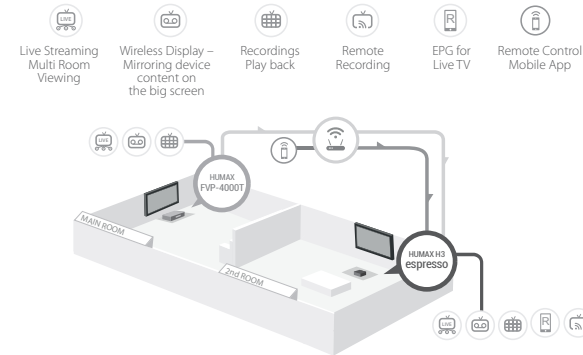 LIVE
R
Live Streaming
Multi Room
Viewing
Wireless Display –
Mirroring device
content on
the big screen
Recordings
Play back
Remote
Recording
EPG for
Live TV
Remote Control
Mobile App
LIVE
HUMAX
FVP-4000T
MAIN ROOM
2nd ROOM
HUMAX H3
espresso
LIVE
R